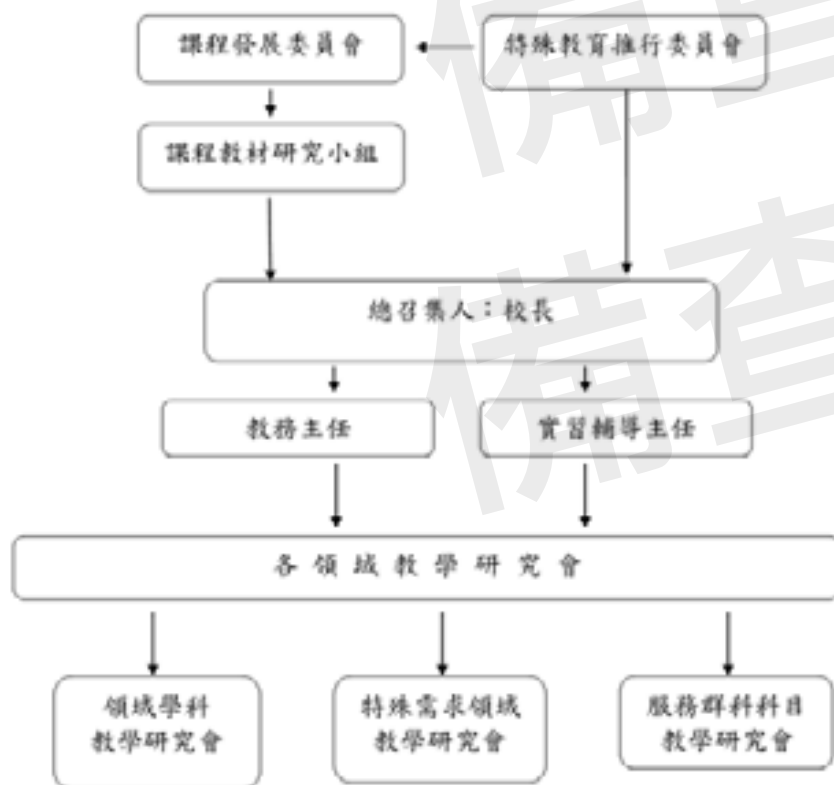 課程發展委員會
特殊教育推行委員會
課程教材研究小組
總召集人：校長
教務主任
實習輔導主任
各領域教學研究會
領域學科
教學研究會
特殊需求領域
教學研究會
服務群科科目
教學研究會
備查
備查